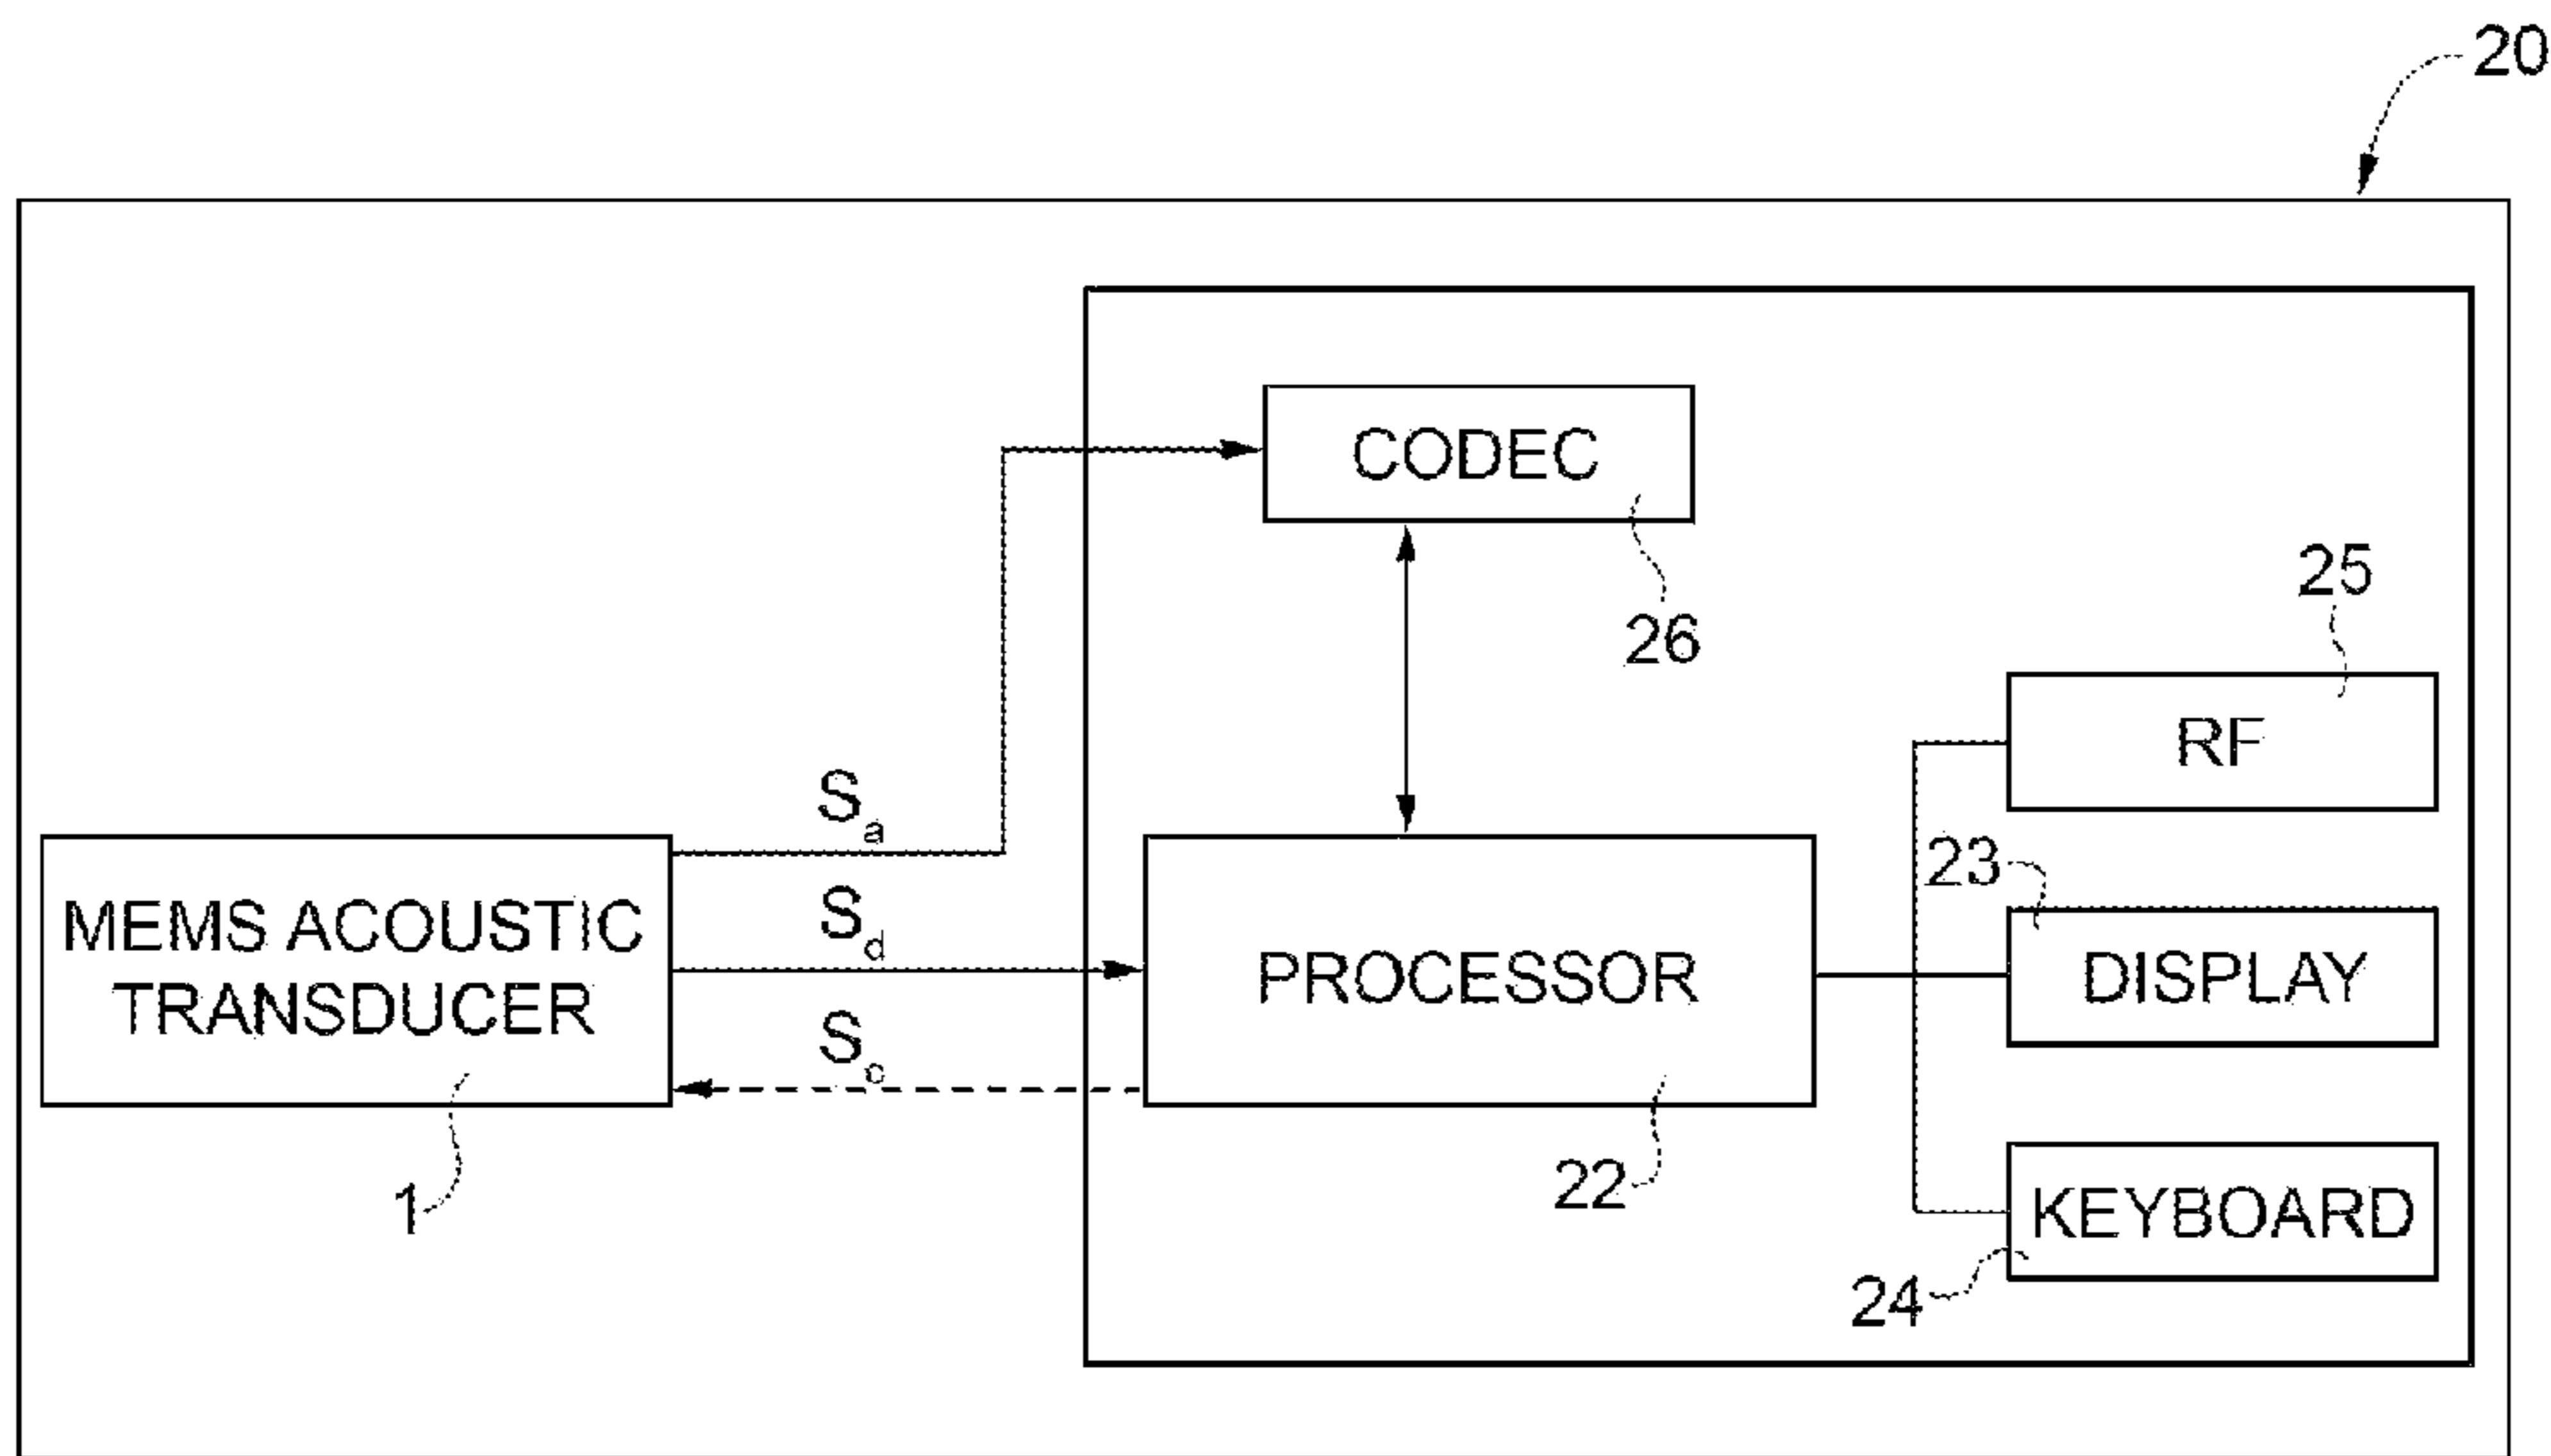 20
CODEC
26
25
RF
Sa
MEMS ACOUSTIC
TRANSDUCER
Sd
Sc
1
PROCESSOR
22
23
DISPLAY
KEYBOARD
24